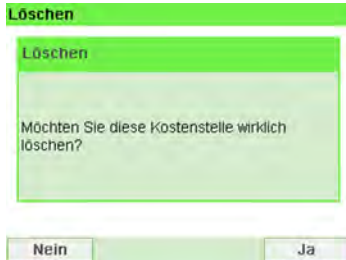 Löschen
Löschen
Möchten Sie diese Kostenstelle wirklich
löschen?
Nein
Ja